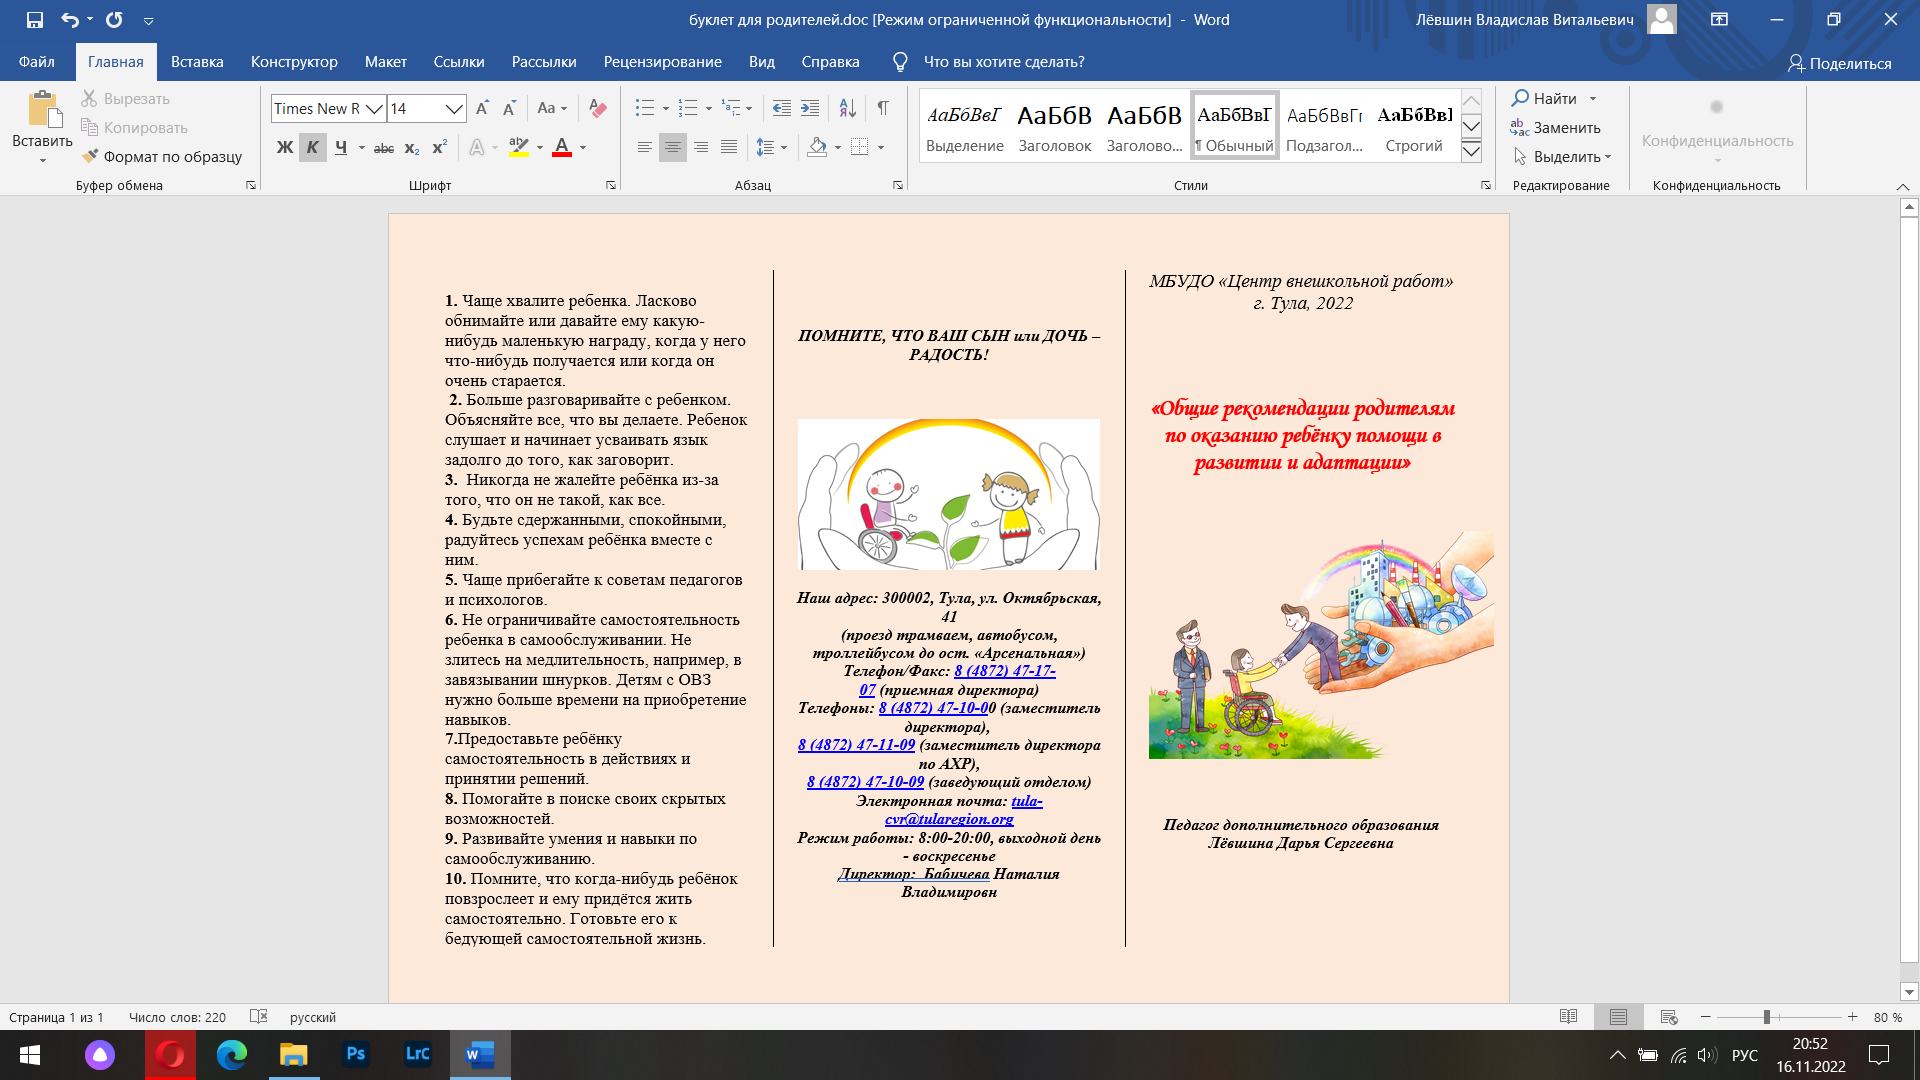 буклет для родителей.doc [Режим ограниченной функциональности] - Word
Лёвшин Владислав Витальевич
Файл Главная Вставка Конструктор Макет Ссылки Рассылки Рецензирование Вид Справка Что вы хотите сделать? Поделиться
Вставить
Вырезать
Копировать
Формат по образцу
Буфер обмена
Times New R 14
Ж К Ч abc x₂ x²
Шрифт
Абзац
АаБбВвГ АаБбВ АаБбВ АаБбВвГ АаБбВвГг АаБбВвІ
Выделение Заголовок Заголово... ¶ Обычный Подзагол... Строгий
Стили
Найти
Заменить
Выделить
Редактирование
Конфиденциальность
Конфиденциальность
1. Чаще хвалите ребенка. Ласково
обнимайте или давайте ему какую-
нибудь маленькую награду, когда у него
что-нибудь получается или когда он
очень старается.
2. Больше разговаривайте с ребенком.
Объясняйте все, что вы делаете. Ребенок
слушает и начинает усваивать язык
задолго до того, как заговорит.
3. Никогда не жалейте ребёнка из-за
того, что он не такой, как все.
4. Будьте сдержанными, спокойными,
радуйтесь успехам ребёнка вместе с
ним.
5. Чаще прибегайте к советам педагогов
и психологов.
6. Не ограничивайте самостоятельность
ребенка в самообслуживании. Не
злитесь на медлительность, например, в
завязывании шнурков. Детям с ОВЗ
нужно больше времени на приобретение
навыков.
7.Предоставьте ребёнку
самостоятельность в действиях и
принятии решений.
8. Помогайте в поиске своих скрытых
возможностей.
9. Развивайте умения и навыки по
самообслуживанию.
10. Помните, что когда-нибудь ребёнок
повзрослеет и ему придётся жить
самостоятельно. Готовьте его к
бедующей самостоятельной жизнь.
ПОМНИТЕ, ЧТО ВАШ СЫН или ДОЧЬ –
РАДОСТЬ!
Наш адрес: 300002, Тула, ул. Октябрьская,
41
(проезд трамваем, автобусом,
троллейбусом до ост. «Арсенальная»)
Телефон/Факс: 8 (4872) 47-17-
07 (приемная директора)
Телефоны: 8 (4872) 47-10-00 (заместитель
директора),
8 (4872) 47-11-09 (заместитель директора
по АХР),
8 (4872) 47-10-09 (заведующий отделом)
Электронная почта: tula-
cvr@tularegion.org
Режим работы: 8:00-20:00, выходной день
- воскресенье
Директор: Бабичева Наталия
Владимировн
МБУДО «Центр внешкольной работ»
г. Тула, 2022
«Общие рекомендации родителям
по оказанию ребёнку помощи в
развитии и адаптации»
Педагог дополнительного образования
Лёвшина Дарья Сергеевна
Страница 1 из 1 Число слов: 220 русский 80 %
Ps LrC W РУС
20:52
16.11.2022